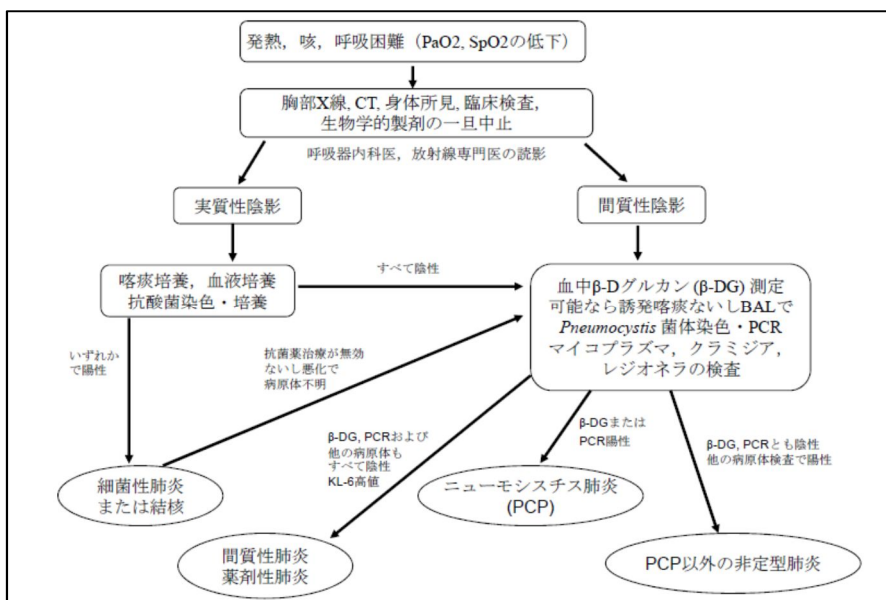 発熱，咳，呼吸困難（PaO2, SpO2の低下）
胸部X線, CT, 身体所見, 臨床検査,
生物学的製剤の一旦中止
呼吸器内科医，放射線専門医の読影
実質性陰影
間質性陰影
喀痰培養，血液培養
抗酸菌染色・培養
すべて陰性
血中β-Dグルカン (β-DG) 測定
可能なら誘発喀痰ないしBALで
Pneumocystis 菌体染色・PCR
マイコプラズマ，クラミジア，
レジオネラの検査
いずれか
で陽性
抗菌薬治療が無効
ないし悪化で
病原体不明
β-DG, PCRおよび
他の病原体も
すべて陰性
KL-6高値
β-DGまたは
PCR陽性
β-DG, PCRとも陰性
他の病原体検査で陽性
細菌性肺炎
または結核
間質性肺炎
薬剤性肺炎
ニューモシスチス肺炎
(PCP)
PCP以外の非定型肺炎